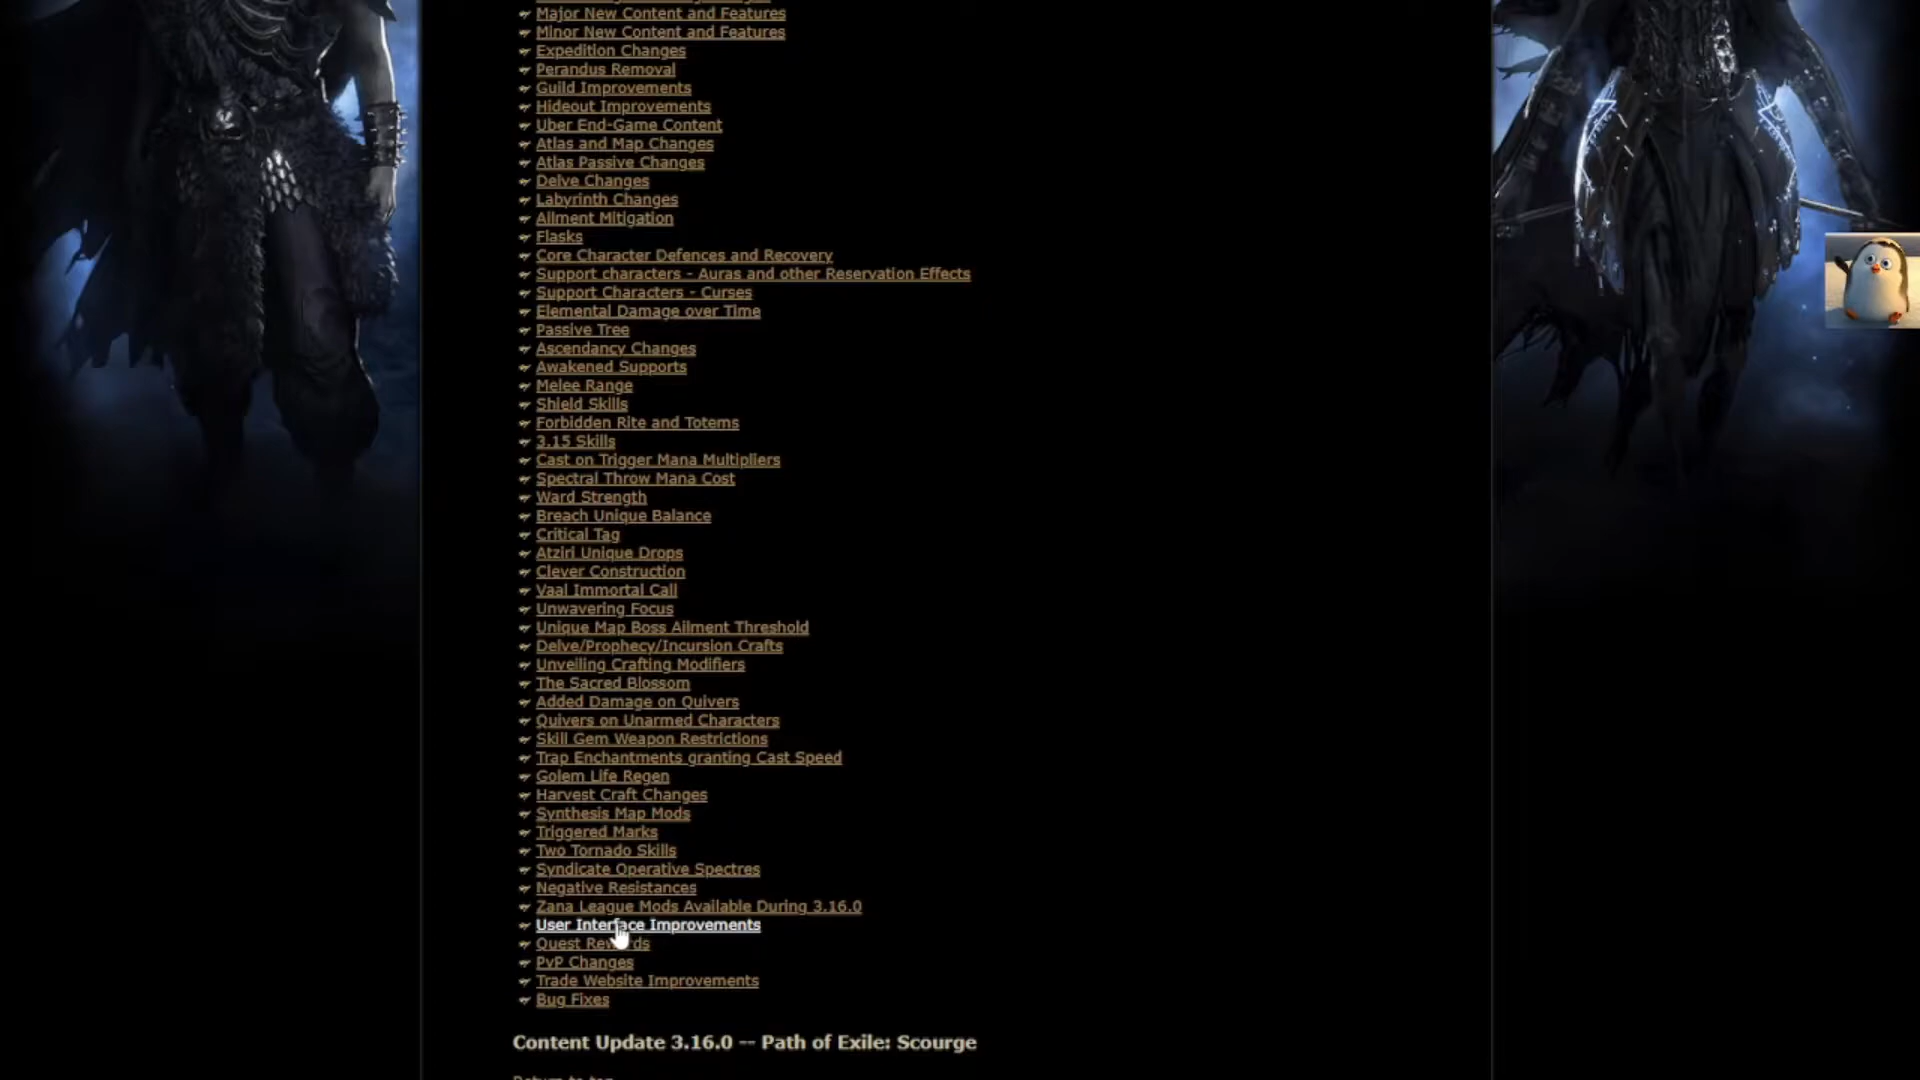 Major New Content and Features
Minor New Content and Features
Expedition Changes
Perandus Removal
Guild Improvements
Hideout Improvements
Uber End-Game Content
Atlas and Map Changes
Atlas Passive Changes
Delve Changes
Labyrinth Changes
Ailment Mitigation
Flasks
Core Character Defences and Recovery
Support characters - Auras and other Reservation Effects
Support Characters - Curses
Elemental Damage over Time
Passive Tree
Ascendancy Changes
Awakened Supports
Melee Range
Shield Skills
Forbidden Rite and Totems
3.15 Skills
Cast on Trigger Mana Multipliers
Spectral Throw Mana Cost
Ward Strength
Breach Unique Balance
Critical Tag
Atziri Unique Drops
Clever Construction
Vaal Immortal Call
Unwavering Focus
Unique Map Boss Ailment Threshold
Delve/Prophecy/Incursion Crafts
Unveiling Crafting Modifiers
The Sacred Blossom
Added Damage on Quivers
Quivers on Unarmed Characters
Skill Gem Weapon Restrictions
Trap Enchantments granting Cast Speed
Golem Life Regen
Harvest Craft Changes
Synthesis Map Mods
Triggered Marks
Two Tornado Skills
Syndicate Operative Spectres
Negative Resistances
Zana League Mods Available During 3.16.0
User Interface Improvements
Quest Rewards
PvP Changes
Trade Website Improvements
Bug Fixes
Content Update 3.16.0 -- Path of Exile: Scourge
Return to top